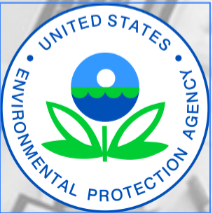 UNITED STATES
ENVIRONMENTAL PROTECTION AGENCY